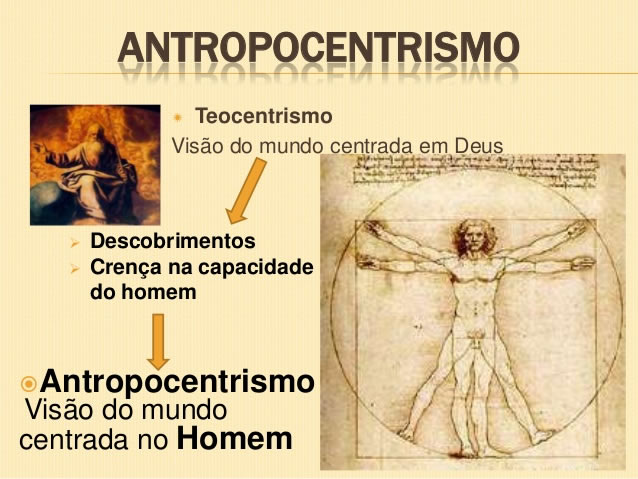 ANTROPOCENTRISMO
Teocentrismo
Visão do mundo centrada em Deus
Descobrimentos
Crença na capacidade
do homem
Antropocentrismo
Visão do mundo
centrada no Homem